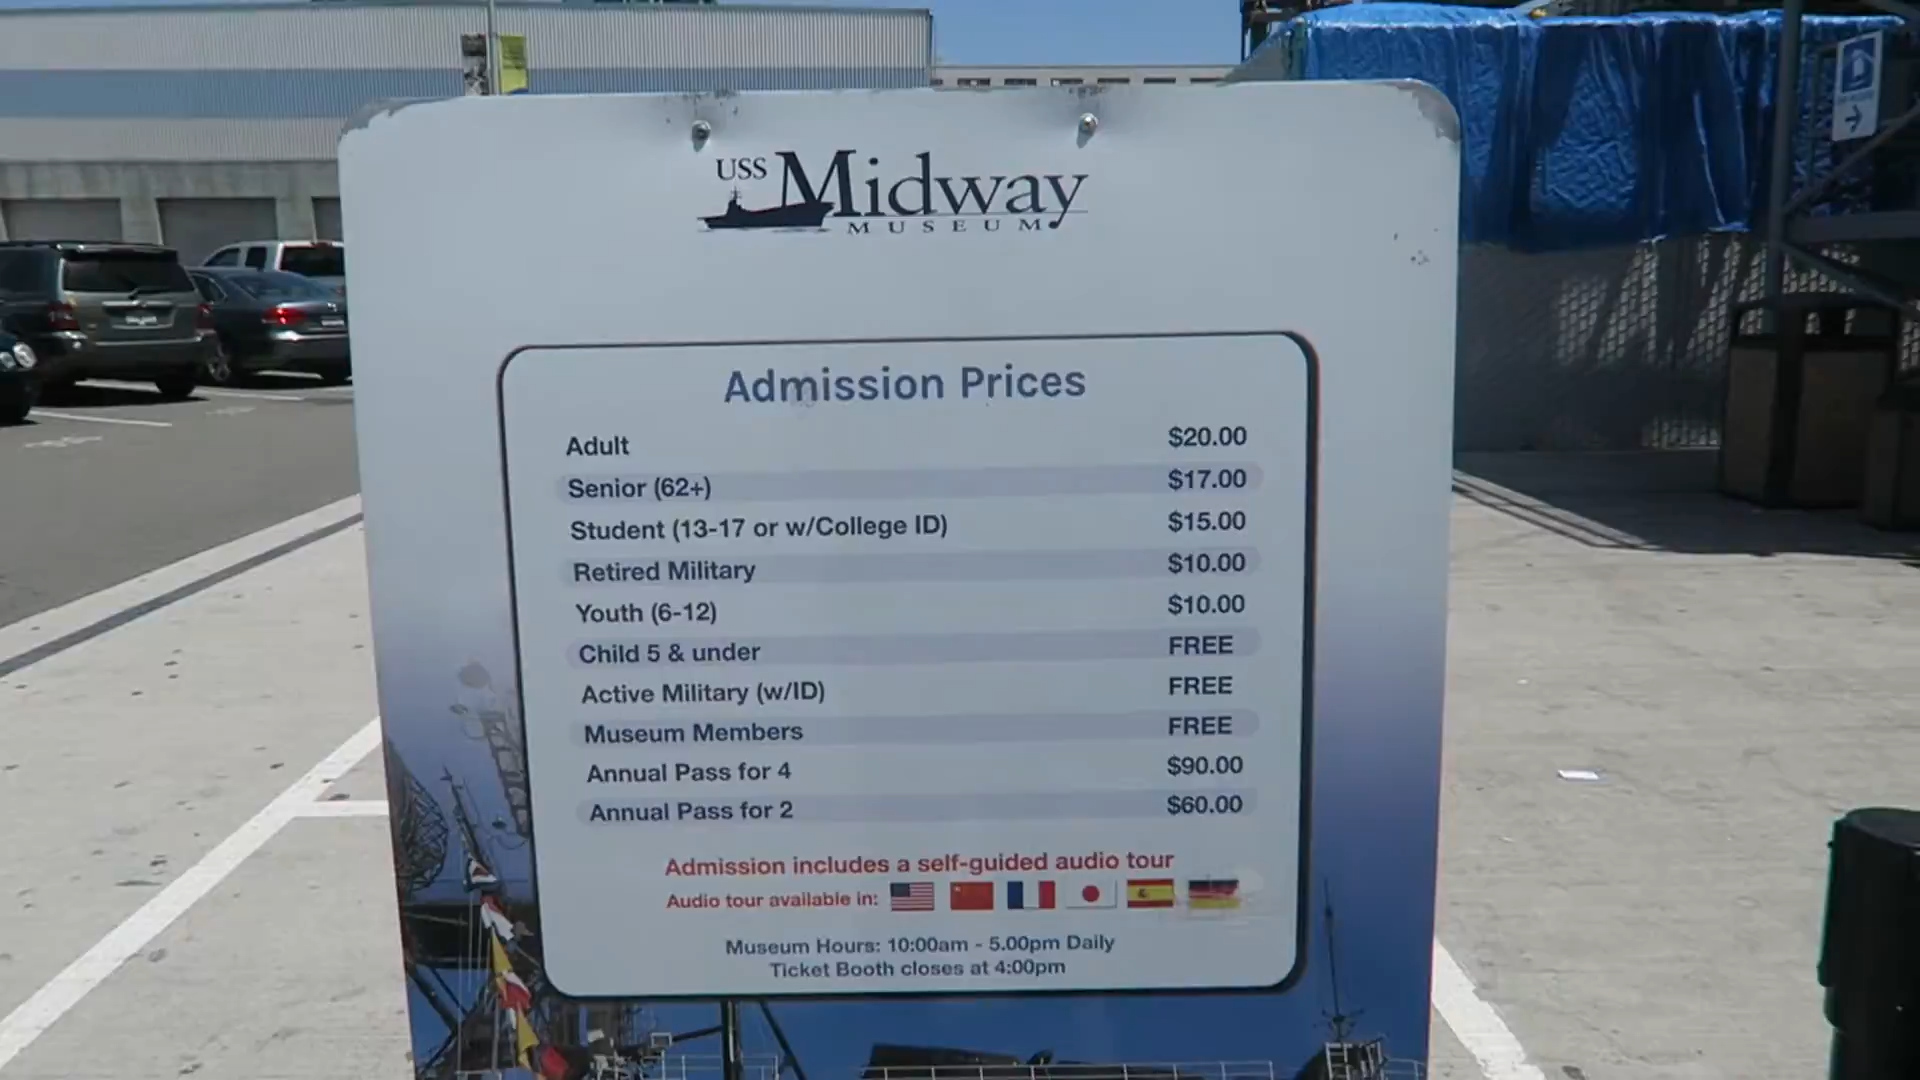 USS Midway
MUSEUM
Admission Prices
Adult $20.00
Senior (62+) $17.00
Student (13-17 or w/College ID) $15.00
Retired Military $10.00
Youth (6-12) $10.00
Child 5 & under FREE
Active Military (w/ID) FREE
Museum Members FREE
Annual Pass for 4 $90.00
Annual Pass for 2 $60.00
Admission includes a self-guided audio tour
Audio tour available in:
Museum Hours: 10:00am - 5.00pm Daily
Ticket Booth closes at 4:00pm